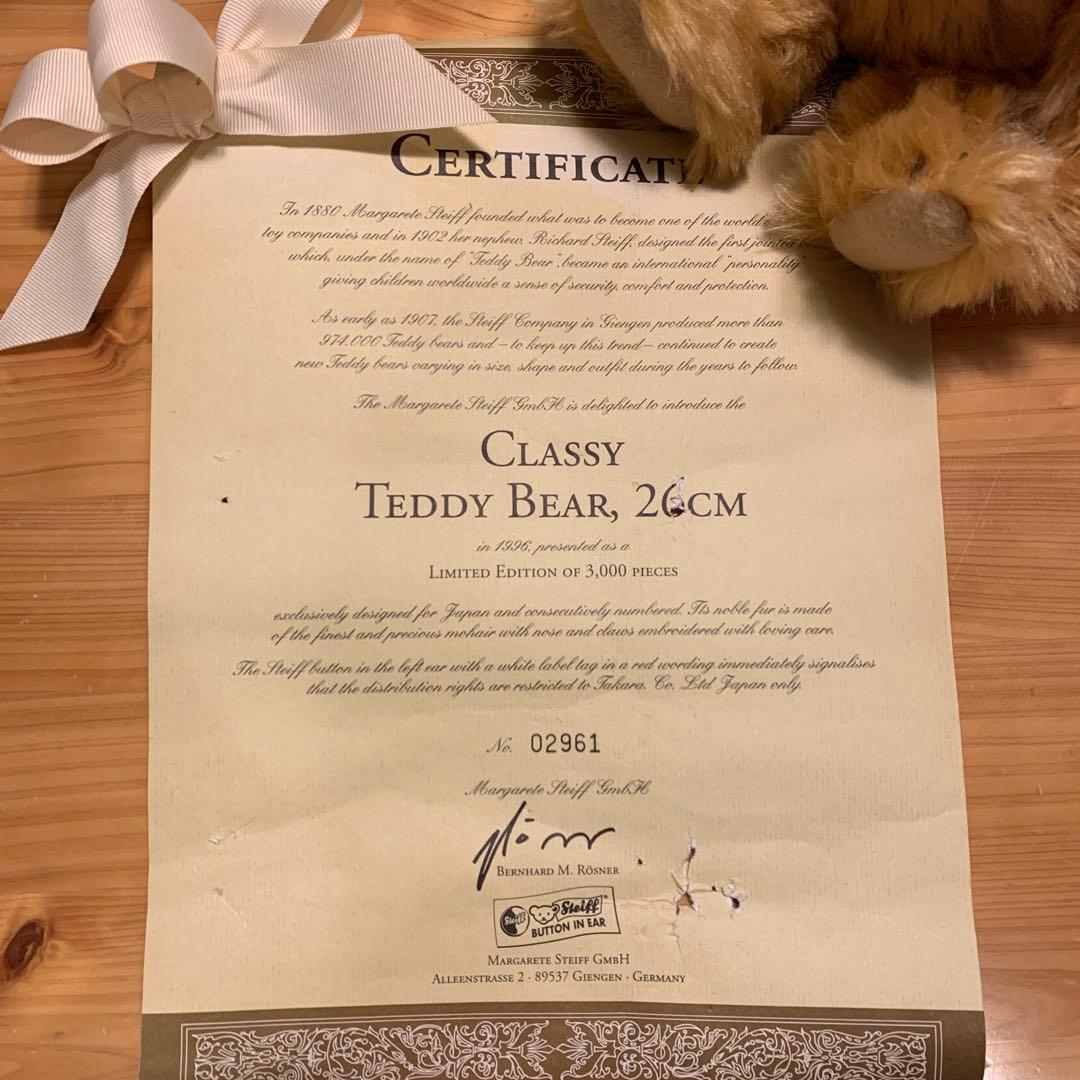 CERTIFICATE
In 1880 Margarete Steiff founded what was to become one of the world's
toy companies and in 1902 her nephew, Richard Steiff, designed the first jointed
which, under the name of "Teddy Bear", became an international "personality"
giving children worldwide a sense of security, comfort and protection.
As early as 1907, the Steiff Company in Giengen produced more than
974.000 Teddy bears and – to keep up this trend – continued to create
new Teddy bears varying in size, shape and outfit during the years to follow.
The Margarete Steiff GmbH is delighted to introduce the
CLASSY
TEDDY BEAR, 26CM
in 1996, presented as a
LIMITED EDITION OF 3,000 PIECES
exclusively designed for Japan and consecutively numbered. Its noble fur is made
of the finest and precious mohair with nose and claws embroidered with loving care.
The Steiff button in the left ear with a white label tag in a red wording immediately signalises
that the distribution rights are restricted to Takara. Co. Ltd Japan only.
No. 02961
Margarete Steiff GmbH
BERNHARD M. RÖSNER
Steiff Steiff®
BUTTON IN EAR
MARGARETE STEIFF GMBH
ALLEENSTRASSE 2 · 89537 GIENGEN · GERMANY